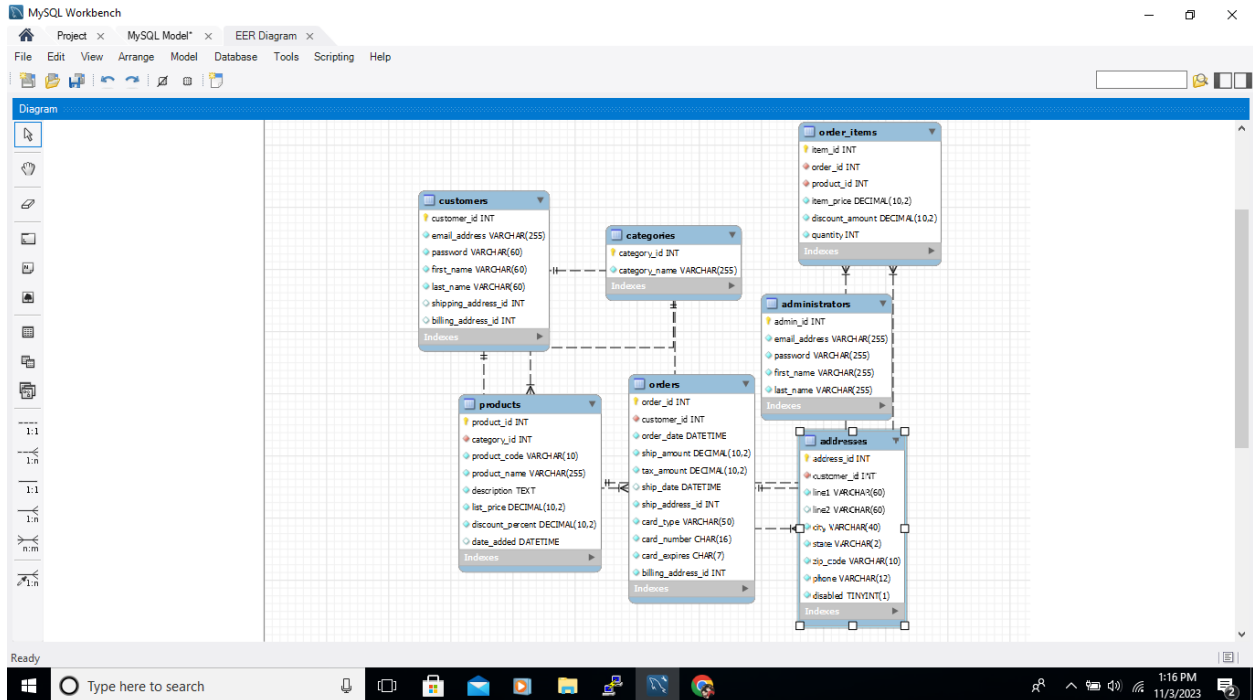 MySQL Workbench
Project × MySQL Model* × EER Diagram ×
File Edit View Arrange Model Database Tools Scripting Help
Diagram
customers
customer_id INT
email_address VARCHAR(255)
password VARCHAR(60)
first_name VARCHAR(60)
last_name VARCHAR(60)
shipping_address_id INT
billing_address_id INT
Indexes
categories
category_id INT
category_name VARCHAR(255)
Indexes
order_items
item_id INT
order_id INT
product_id INT
item_price DECIMAL(10,2)
discount_amount DECIMAL(10,2)
quantity INT
Indexes
administrators
admin_id INT
email_address VARCHAR(255)
password VARCHAR(255)
first_name VARCHAR(255)
last_name VARCHAR(255)
Indexes
products
product_id INT
category_id INT
product_code VARCHAR(10)
product_name VARCHAR(255)
description TEXT
list_price DECIMAL(10,2)
discount_percent DECIMAL(10,2)
date_added DATETIME
Indexes
orders
order_id INT
customer_id INT
order_date DATETIME
ship_amount DECIMAL(10,2)
tax_amount DECIMAL(10,2)
ship_date DATETIME
ship_address_id INT
card_type VARCHAR(50)
card_number CHAR(16)
card_expires CHAR(7)
billing_address_id INT
Indexes
addresses
address_id INT
customer_id INT
line1 VARCHAR(60)
line2 VARCHAR(60)
city VARCHAR(40)
state VARCHAR(2)
zip_code VARCHAR(10)
phone VARCHAR(12)
disabled TINYINT(1)
Indexes
1:1
1:n
1:1
1:n
n:m
1:n
Ready
Type here to search
1:16 PM
11/3/2023
2